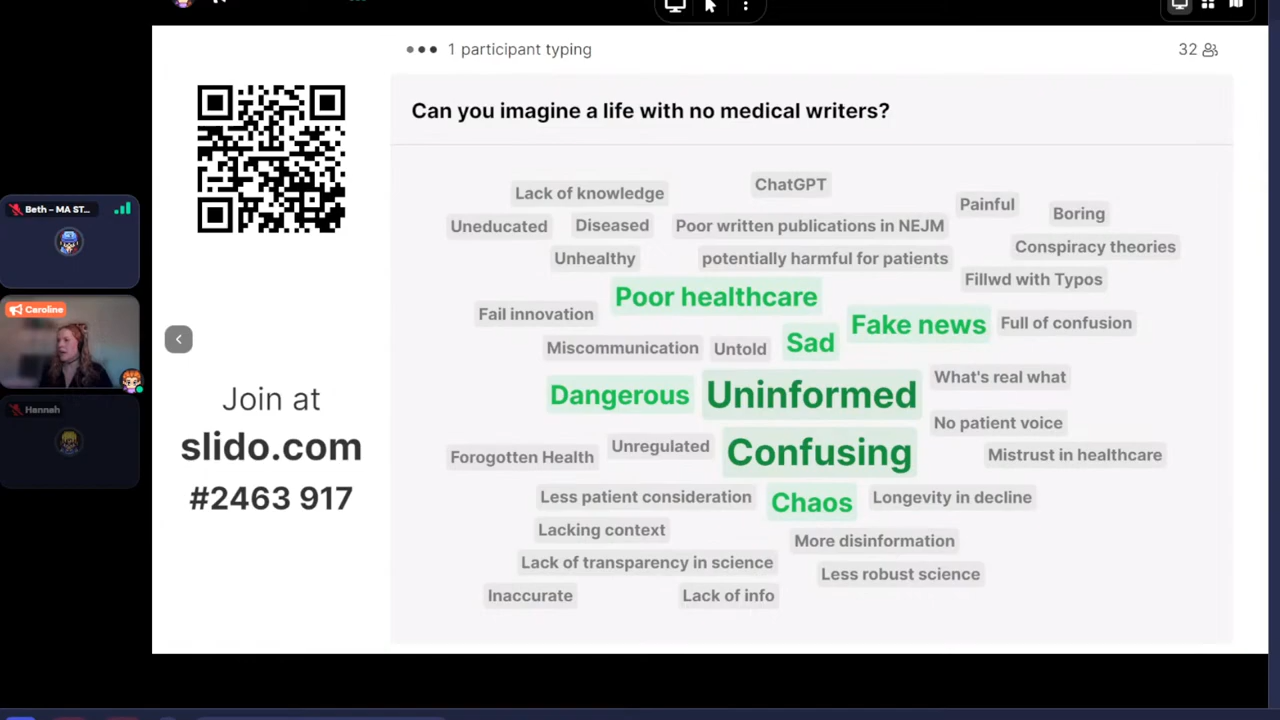 1 participant typing
32
Can you imagine a life with no medical writers?
Lack of knowledge
ChatGPT
Painful
Boring
Uneducated
Diseased
Poor written publications in NEJM
Conspiracy theories
Unhealthy
potentially harmful for patients
Fillwd with Typos
Poor healthcare
Fail innovation
Fake news
Full of confusion
Miscommunication
Untold
Sad
What's real what
Dangerous
Uninformed
No patient voice
Forogotten Health
Unregulated
Confusing
Mistrust in healthcare
Less patient consideration
Chaos
Longevity in decline
Lacking context
More disinformation
Lack of transparency in science
Less robust science
Inaccurate
Lack of info
Join at
slido.com
#2463 917
Beth – MA ST...
Caroline
Hannah